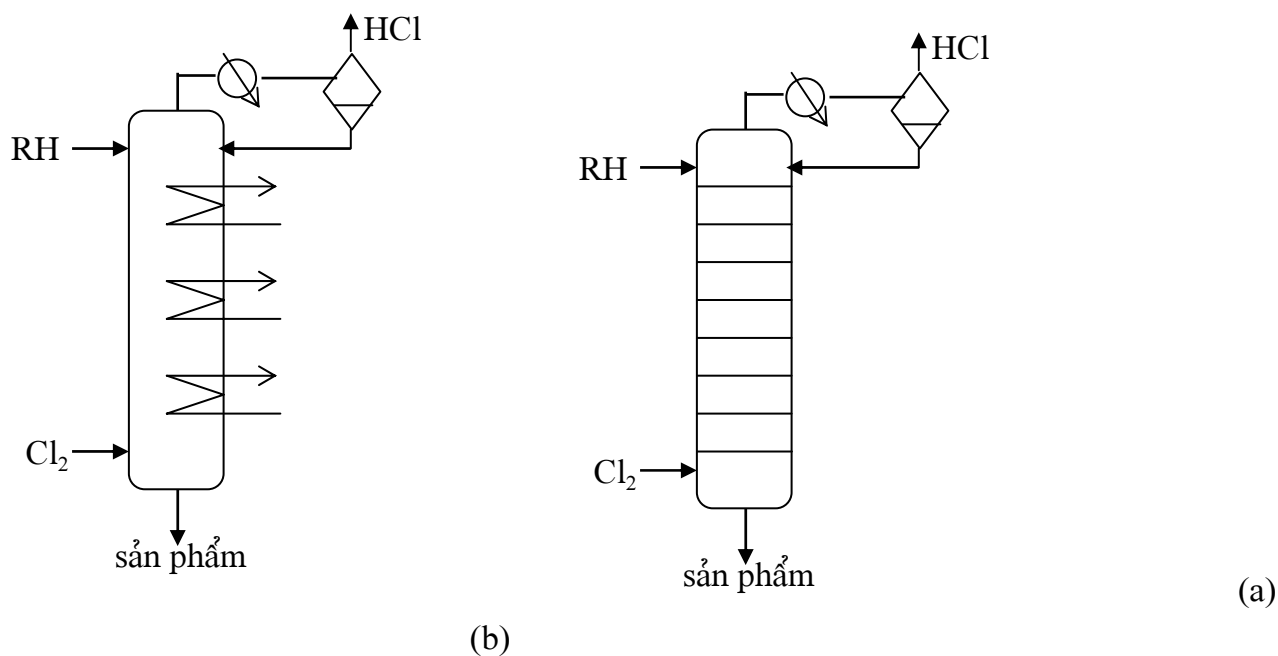 HCl
HCl
RH
RH
Cl₂
Cl₂
sản phẩm
sản phẩm
(a)
(b)